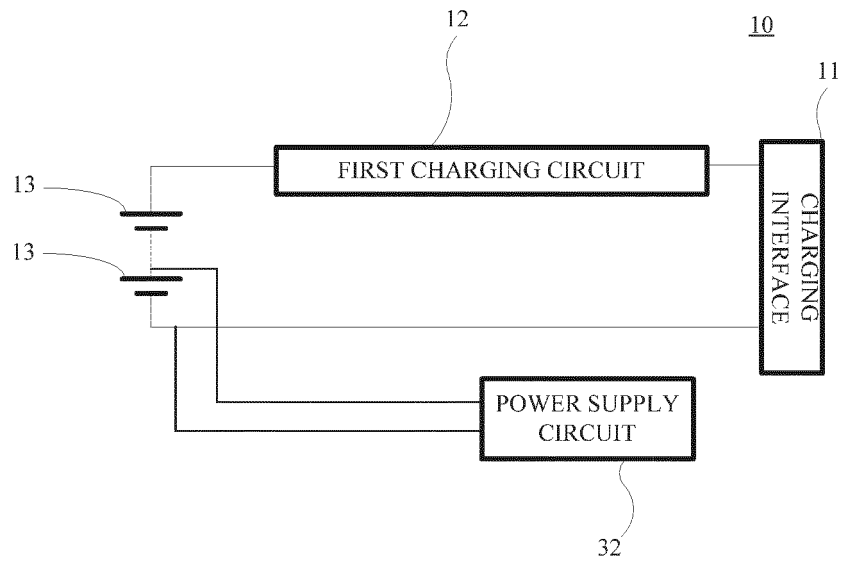 12
10
11
FIRST CHARGING CIRCUIT
CHARGING
INTERFACE
13
13
POWER SUPPLY
CIRCUIT
32